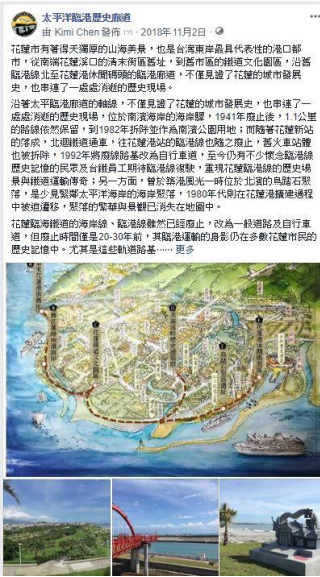 太平洋臨港歷史廊道
由 Kimi Chen 發佈 [?] · 2018年11月2日 ·
花蓮市有著得天獨厚的山海美景，也是台灣東岸最具代表性的港口都
市，從南端花蓮溪口的清末街區舊址，到舊市區的鐵道文化園區，沿舊
臨港線北至花蓮港休閒碼頭的臨港廊道，不僅見證了花蓮的城市發展
史，也串連了一處處消逝的歷史現場。
沿著太平臨港廊道的軸線，不僅見證了花蓮的城市發展史，也串連了一
處處消逝的歷史現場，位於南濱海岸的海岸驛，1941年廢止後，1.1公里
的路線依然保留，到1982年拆除並作為南濱公園用地；而隨著花蓮新站
的落成，北迴鐵道通車，往花蓮港站的臨港線也隨之廢止，舊火車站體
也被拆除，1992年將廢線路基改為自行車道，至今仍有不少懷念臨港線
歷史記憶的民眾及台鐵員工期待臨港線復駛，重現花蓮臨港線的歷史場
景與鐵道運輸傳奇；另一方面，曾於路港風光一時位於北濱的鳥踏石聚
落，是少見緊鄰太平洋海岸的海岸聚落，1980年代則在花蓮港擴建過程
中被迫遷移，聚落的繁華與景觀已消失在地圖中。
花蓮臨海鐵道的海岸線、臨港線雖然已經廢止，改為一般道路及自行車
道，但廢止時間僅是20-30年前，其臨港運輸的身影仍在多數花蓮市民的
歷史記憶中。尤其是這些軌道路基⋯⋯ 更多